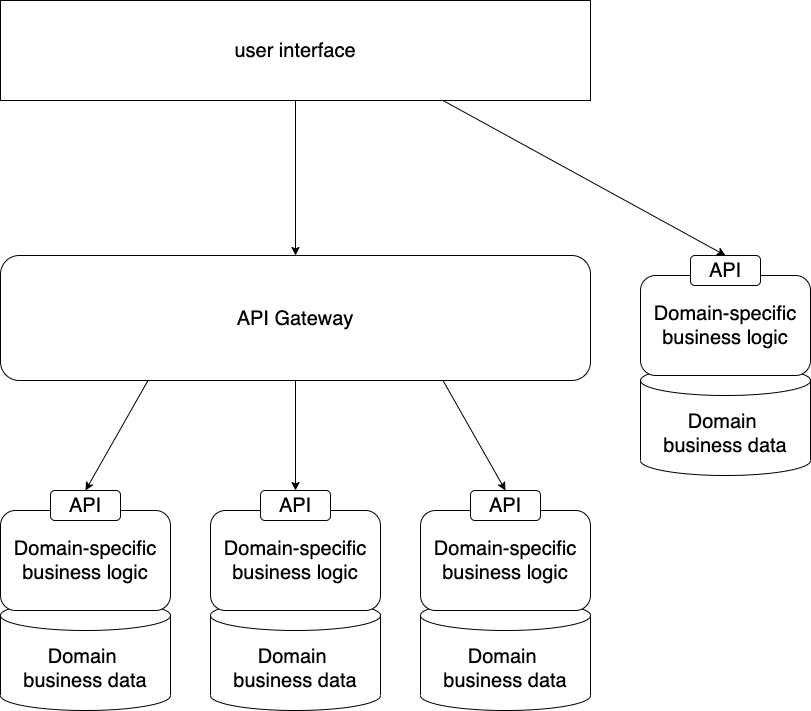 user interface
API Gateway
API
Domain-specific
business logic
Domain
business data
API
Domain-specific
business logic
Domain
business data
API
Domain-specific
business logic
Domain
business data
API
Domain-specific
business logic
Domain
business data